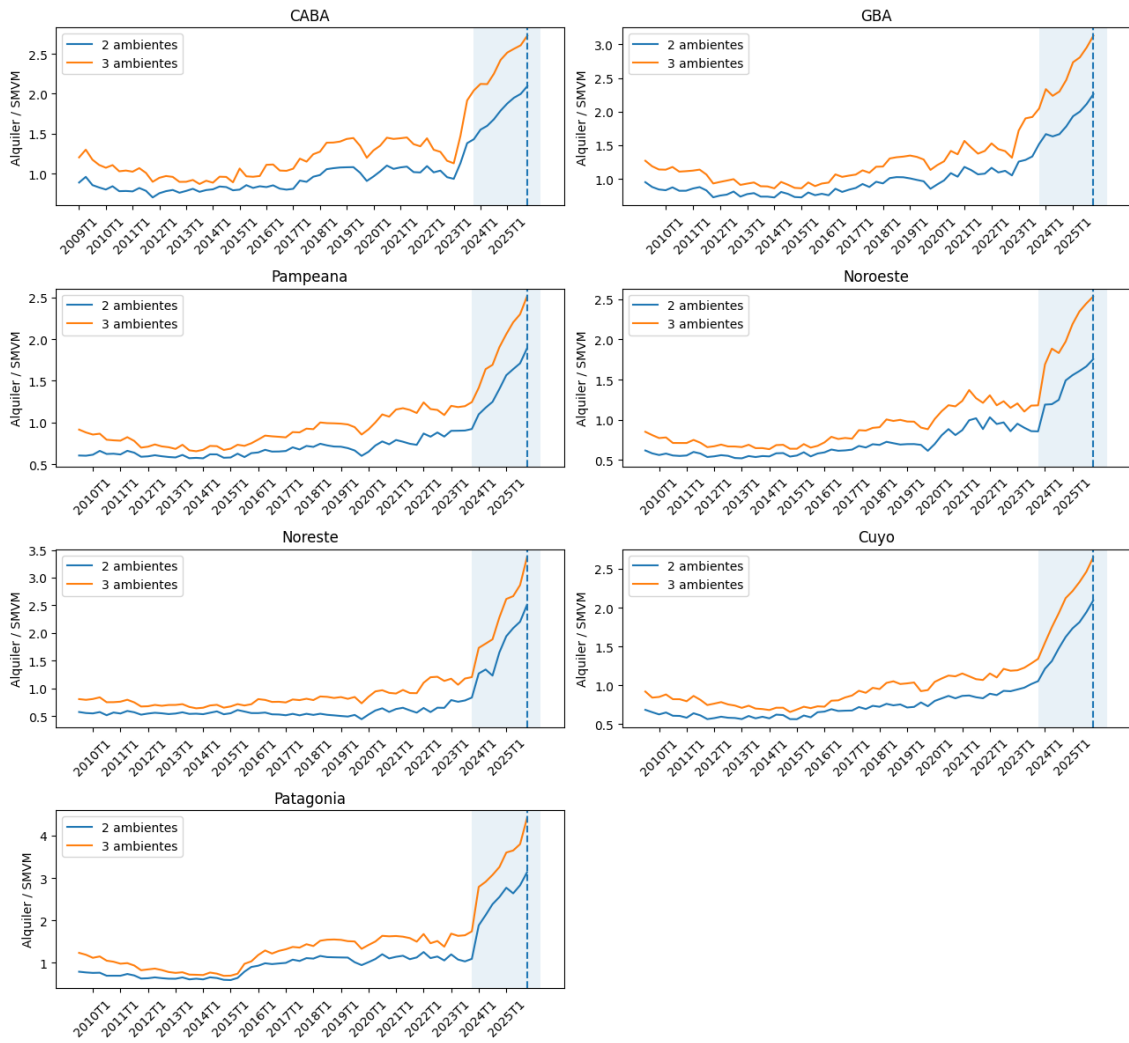 CABA
Alquiler / SMVM
2 ambientes
3 ambientes
2.5
2.0
1.5
1.0
2009T1
2010T1
2011T1
2012T1
2013T1
2014T1
2015T1
2016T1
2017T1
2018T1
2019T1
2020T1
2021T1
2022T1
2023T1
2024T1
2025T1
GBA
Alquiler / SMVM
2 ambientes
3 ambientes
3.0
2.5
2.0
1.5
1.0
2010T1
2011T1
2012T1
2013T1
2014T1
2015T1
2016T1
2017T1
2018T1
2019T1
2020T1
2021T1
2022T1
2023T1
2024T1
2025T1
Pampeana
Alquiler / SMVM
2 ambientes
3 ambientes
2.5
2.0
1.5
1.0
0.5
2010T1
2011T1
2012T1
2013T1
2014T1
2015T1
2016T1
2017T1
2018T1
2019T1
2020T1
2021T1
2022T1
2023T1
2024T1
2025T1
Noroeste
Alquiler / SMVM
2 ambientes
3 ambientes
2.5
2.0
1.5
1.0
0.5
2010T1
2011T1
2012T1
2013T1
2014T1
2015T1
2016T1
2017T1
2018T1
2019T1
2020T1
2021T1
2022T1
2023T1
2024T1
2025T1
Noreste
Alquiler / SMVM
2 ambientes
3 ambientes
3.5
3.0
2.5
2.0
1.5
1.0
0.5
2010T1
2011T1
2012T1
2013T1
2014T1
2015T1
2016T1
2017T1
2018T1
2019T1
2020T1
2021T1
2022T1
2023T1
2024T1
2025T1
Cuyo
Alquiler / SMVM
2 ambientes
3 ambientes
2.5
2.0
1.5
1.0
0.5
2010T1
2011T1
2012T1
2013T1
2014T1
2015T1
2016T1
2017T1
2018T1
2019T1
2020T1
2021T1
2022T1
2023T1
2024T1
2025T1
Patagonia
Alquiler / SMVM
2 ambientes
3 ambientes
4
3
2
1
2010T1
2011T1
2012T1
2013T1
2014T1
2015T1
2016T1
2017T1
2018T1
2019T1
2020T1
2021T1
2022T1
2023T1
2024T1
2025T1